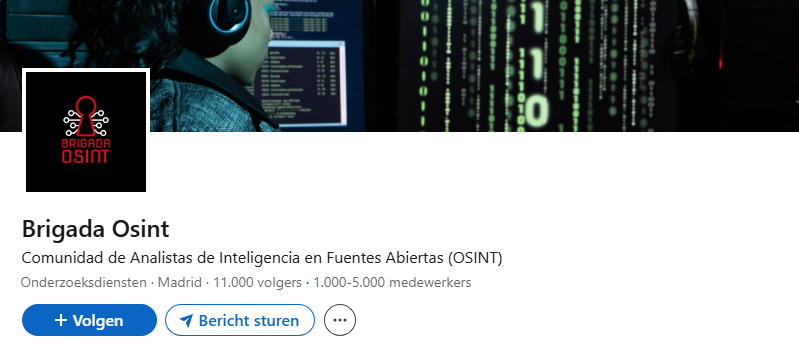 BRIGADA
OSINT
Brigada Osint
Comunidad de Analistas de Inteligencia en Fuentes Abiertas (OSINT)
Onderzoeksdiensten · Madrid · 11.000 volgers · 1.000-5.000 medewerkers
+ Volgen
Bericht sturen